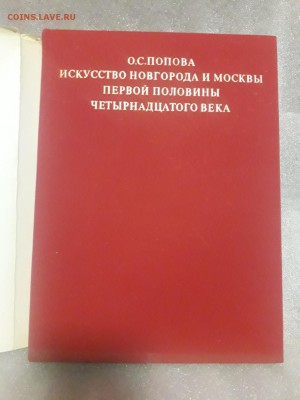 COINS.LAVE.RU
О.С.ПОПОВА
ИСКУССТВО НОВГОРОДА И МОСКВЫ
ПЕРВОЙ ПОЛОВИНЫ
ЧЕТЫРНАДЦАТОГО ВЕКА